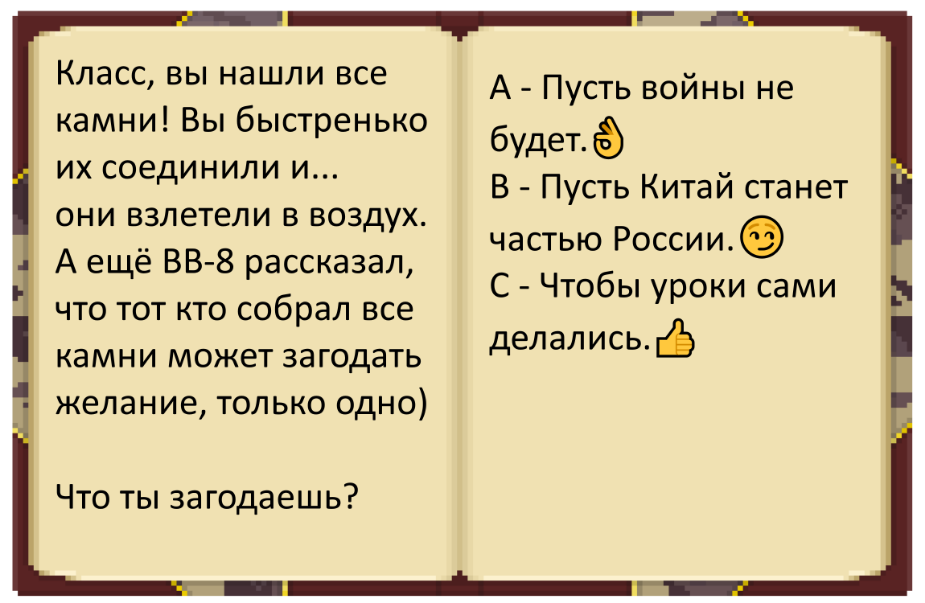 Класс, вы нашли все
камни! Вы быстренько
их соединили и...
они взлетели в воздух.
А ещё BB-8 рассказал,
что тот кто собрал все
камни может загодать
желание, только одно)
Что ты загодаешь?
A - Пусть войны не
будет.👌
B - Пусть Китай станет
частью России.😏
C - Чтобы уроки сами
делались.👍